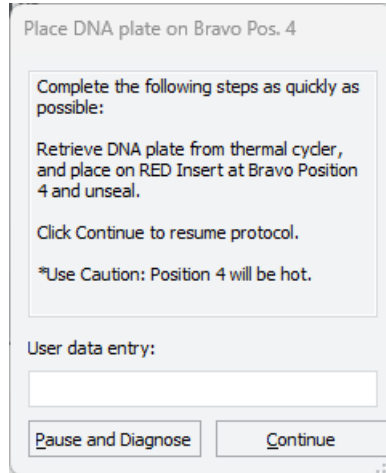 Place DNA plate on Bravo Pos. 4
Complete the following steps as quickly as
possible:
Retrieve DNA plate from thermal cycler,
and place on RED Insert at Bravo Position
4 and unseal.
Click Continue to resume protocol.
*Use Caution: Position 4 will be hot.
User data entry:
Pause and Diagnose
Continue